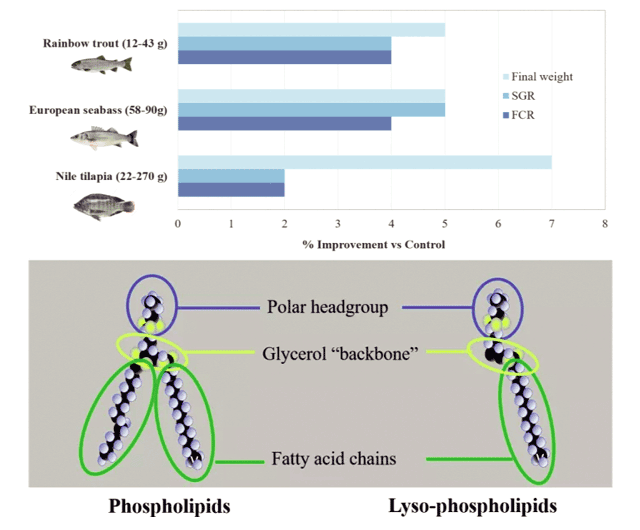 Rainbow trout (12-43 g)
European seabass (58-90g)
Nile tilapia (22-270 g)
Final weight
SGR
FCR
0 1 2 3 4 5 6 7 8
% Improvement vs Control
Polar headgroup
Glycerol “backbone”
Fatty acid chains
Phospholipids Lyso-phospholipids